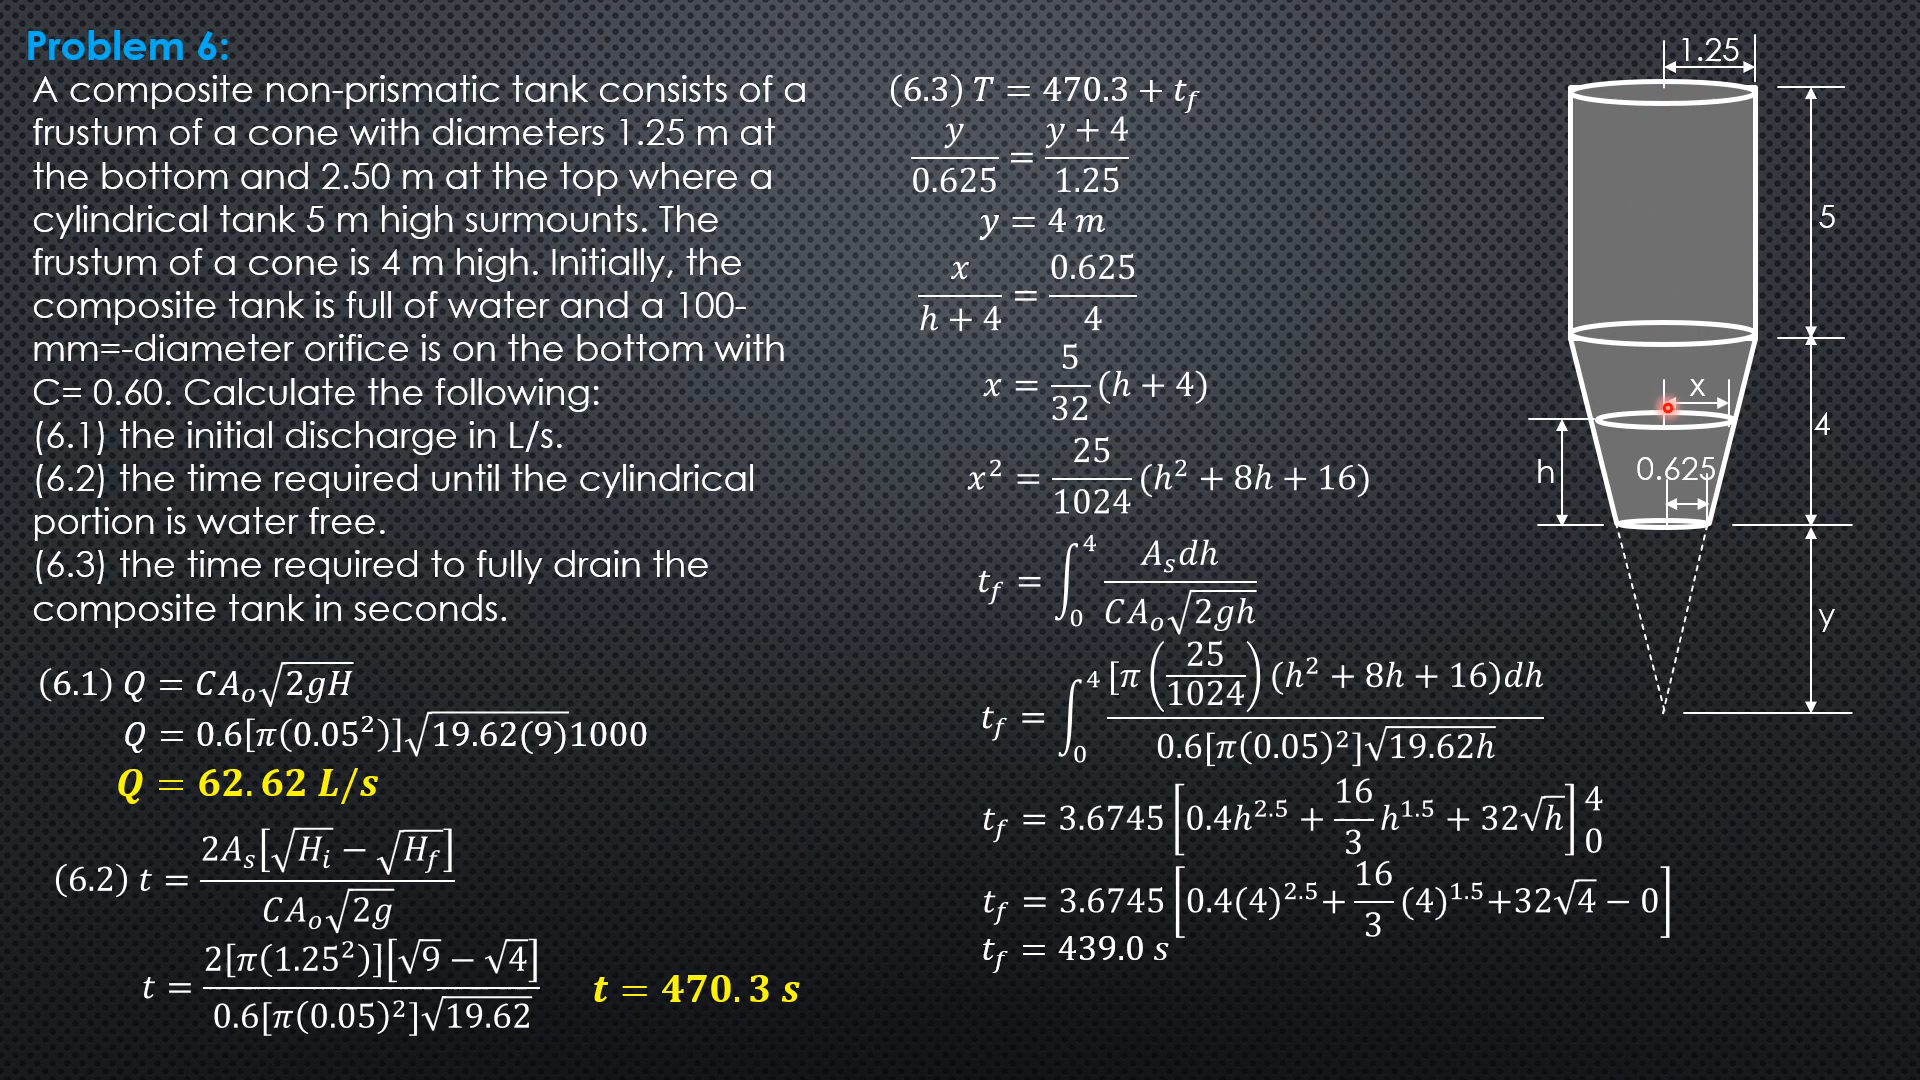 Problem 6:
A composite non-prismatic tank consists of a
frustum of a cone with diameters 1.25 m at
the bottom and 2.50 m at the top where a
cylindrical tank 5 m high surmounts. The
frustum of a cone is 4 m high. Initially, the
composite tank is full of water and a 100-
mm=-diameter orifice is on the bottom with
C= 0.60. Calculate the following:
(6.1) the initial discharge in L/s.
(6.2) the time required until the cylindrical
portion is water free.
(6.3) the time required to fully drain the
composite tank in seconds.
(6.1) Q = CA_o√(2gH)
Q = 0.6[π(0.05²)]√(19.62(9))1000
Q = 62.62 L/s
(6.2) t = 2A_s[√H_i − √H_f] / CA_o√(2g)
t = 2[π(1.25²)][√9 − √4] / 0.6[π(0.05)²]√19.62
t = 470.3 s
(6.3) T = 470.3 + t_f
y / 0.625 = y + 4 / 1.25
y = 4 m
x / h + 4 = 0.625 / 4
x = 5/32 (h + 4)
x² = 25/1024 (h² + 8h + 16)
t_f = ∫₀⁴ A_s dh / CA_o√(2gh)
t_f = ∫₀⁴ [π(25/1024)(h² + 8h + 16)dh / 0.6[π(0.05)²]√(19.62h)
t_f = 3.6745 [0.4h^2.5 + 16/3 h^1.5 + 32√h] 4 0
t_f = 3.6745 [0.4(4)^2.5 + 16/3 (4)^1.5 + 32√4 − 0]
t_f = 439.0 s
1.25
5
x
4
h
0.625
y